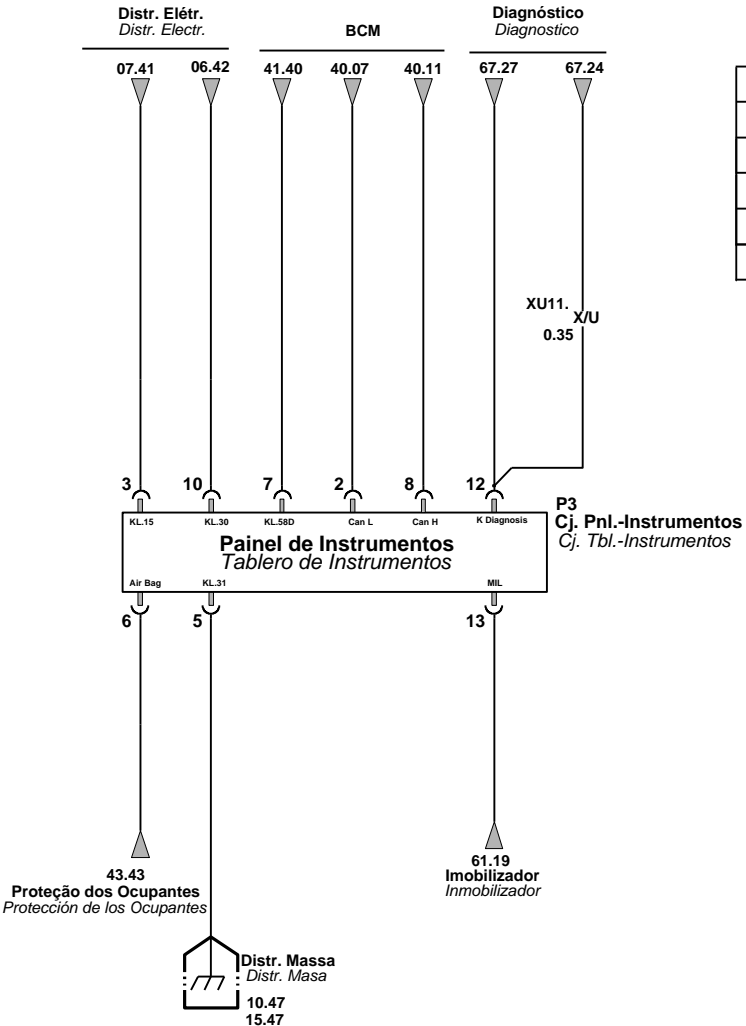 Distr. Elétr.
Distr. Electr.
BCM
Diagnóstico
Diagnostico
07.41
06.42
41.40
40.07
40.11
67.27
67.24
XU11.
X/U
0.35
3
10
7
2
8
12
P3
Cj. Pnl.-Instrumentos
Cj. Tbl.-Instrumentos
KL.15
KL.30
KL.58D
Can L
Can H
K Diagnosis
Painel de Instrumentos
Tablero de Instrumentos
Air Bag
KL.31
MIL
6
5
13
43.43
Proteção dos Ocupantes
Protección de los Ocupantes
61.19
Imobilizador
Inmobilizador
Distr. Massa
Distr. Masa
10.47
15.47